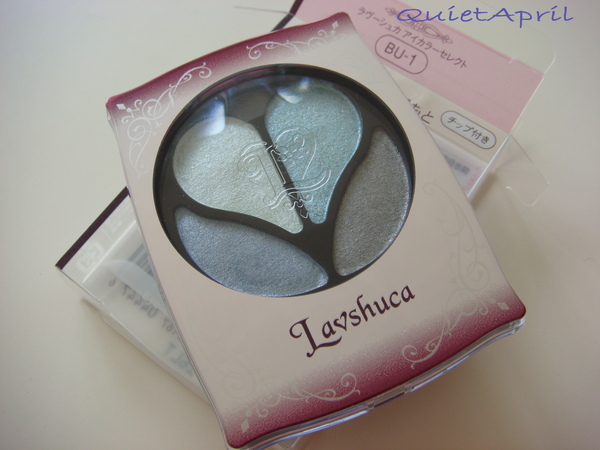 QuietApril
ラヴーシュカ アイカラーセレクト
BU-1
チップ付き
Lavshuca